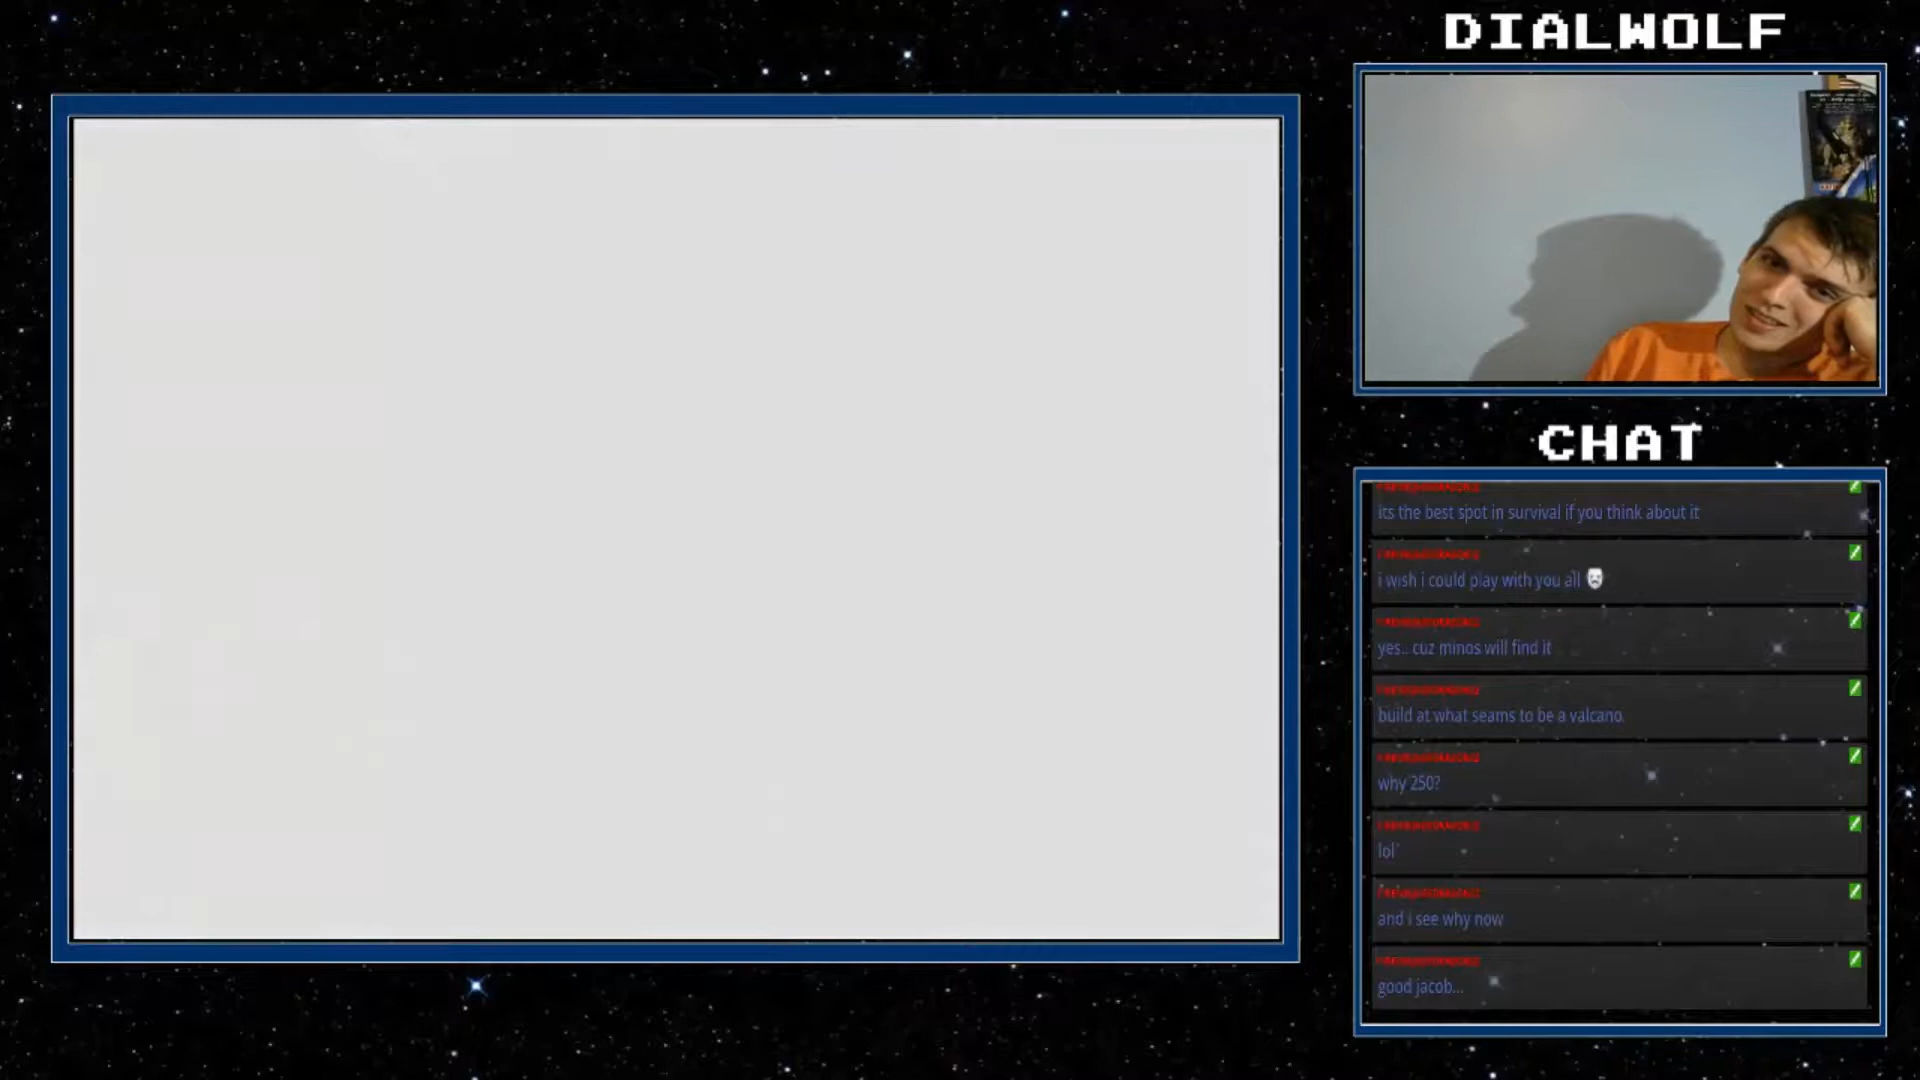 DIALWOLF
CHAT
its the best spot in survival if you think about it
i wish i could play with you all
yes.. cuz minos will find it
build at what seams to be a valcano.
why 250?
lol'
and i see why now
good jacob...